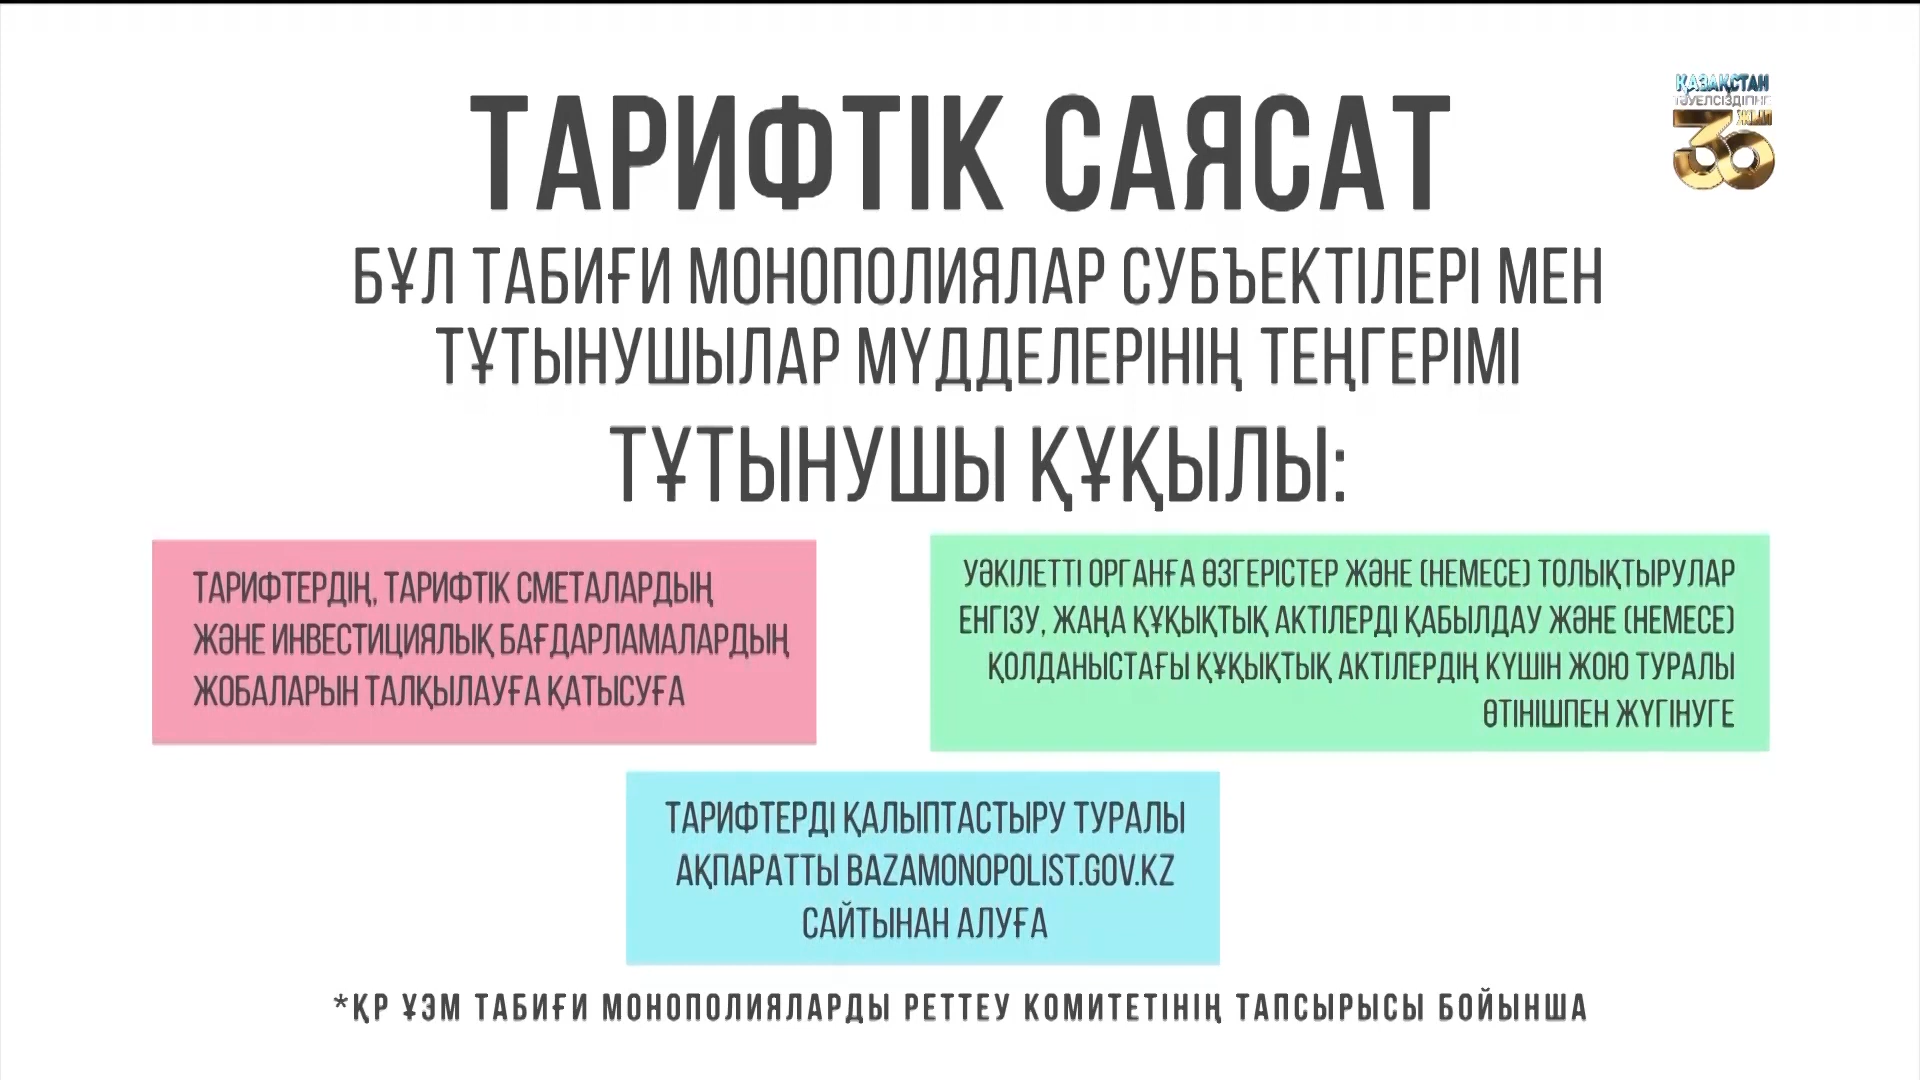 ТАРИФТІК САЯСАТ
ҚАЗАҚСТАН
ТӘУЕЛСІЗДІГІНЕ
30 ЖЫЛ
БҰЛ ТАБИҒИ МОНОПОЛИЯЛАР СУБЪЕКТІЛЕРІ МЕН
ТҰТЫНУШЫЛАР МҮДДЕЛЕРІНІҢ ТЕҢГЕРІМІ
ТҰТЫНУШЫ ҚҰҚЫЛЫ:
ТАРИФТЕРДІҢ, ТАРИФТІК СМЕТАЛАРДЫҢ
ЖӘНЕ ИНВЕСТИЦИЯЛЫҚ БАҒДАРЛАМАЛАРДЫҢ
ЖОБАЛАРЫН ТАЛҚЫЛАУҒА ҚАТЫСУҒА
УӘКІЛЕТТІ ОРГАНҒА ӨЗГЕРІСТЕР ЖӘНЕ (НЕМЕСЕ) ТОЛЫҚТЫРУЛАР
ЕНГІЗУ, ЖАҢА ҚҰҚЫҚТЫҚ АКТІЛЕРДІ ҚАБЫЛДАУ ЖӘНЕ (НЕМЕСЕ)
ҚОЛДАНЫСТАҒЫ ҚҰҚЫҚТЫҚ АКТІЛЕРДІҢ КҮШІН ЖОЮ ТУРАЛЫ
ӨТІНІШПЕН ЖҮГІНУГЕ
ТАРИФТЕРДІ ҚАЛЫПТАСТЫРУ ТУРАЛЫ
АҚПАРАТТЫ BAZAMONOPOLIST.GOV.KZ
САЙТЫНАН АЛУҒА
*ҚР ҰЭМ ТАБИҒИ МОНОПОЛИЯЛАРДЫ РЕТТЕУ КОМИТЕТІНІҢ ТАПСЫРЫСЫ БОЙЫНША